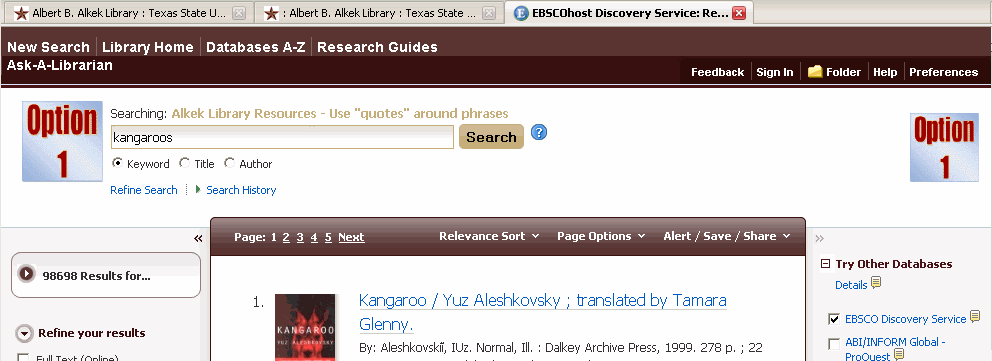 Albert B. Alkek Library : Texas State U...
: Albert B. Alkek Library : Texas State ...
EBSCOhost Discovery Service: Re...
New Search Library Home Databases A-Z Research Guides
Ask-A-Librarian
Feedback Sign In Folder Help Preferences
Option
1
Searching: Alkek Library Resources - Use "quotes" around phrases
kangaroos Search ?
Keyword Title Author
Refine Search Search History
Option
1
« Page: 1 2 3 4 5 Next Relevance Sort Page Options Alert / Save / Share »
98698 Results for...
Refine your results
Full Text (Online)
1.
KANGAROO
YUZ ALESHKOVSKY
Kangaroo / Yuz Aleshkovsky ; translated by Tamara
Glenny.
By: Aleshkovskiĭ, IUz. Normal, Ill. : Dalkey Archive Press, 1999. 278 p. ; 22
Try Other Databases
Details
EBSCO Discovery Service
ABI/INFORM Global -
ProQuest